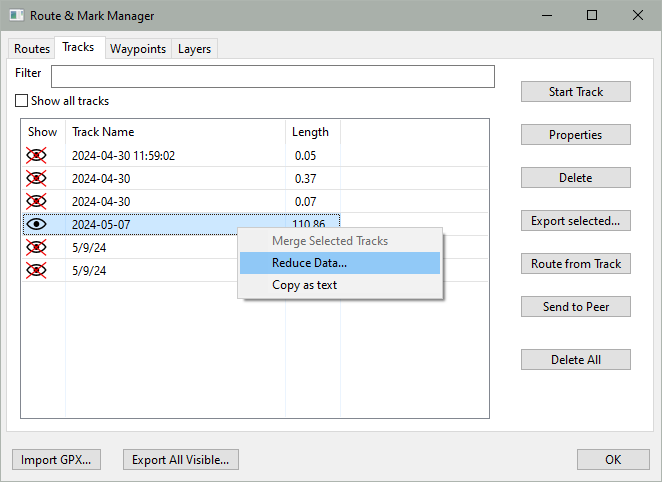 Route & Mark Manager
Routes Tracks Waypoints Layers
Filter
Show all tracks
Show Track Name Length
2024-04-30 11:59:02 0.05
2024-04-30 0.37
2024-04-30 0.07
2024-05-07 110.86
5/9/24
5/9/24
Merge Selected Tracks
Reduce Data...
Copy as text
Start Track
Properties
Delete
Export selected...
Route from Track
Send to Peer
Delete All
Import GPX... Export All Visible... OK